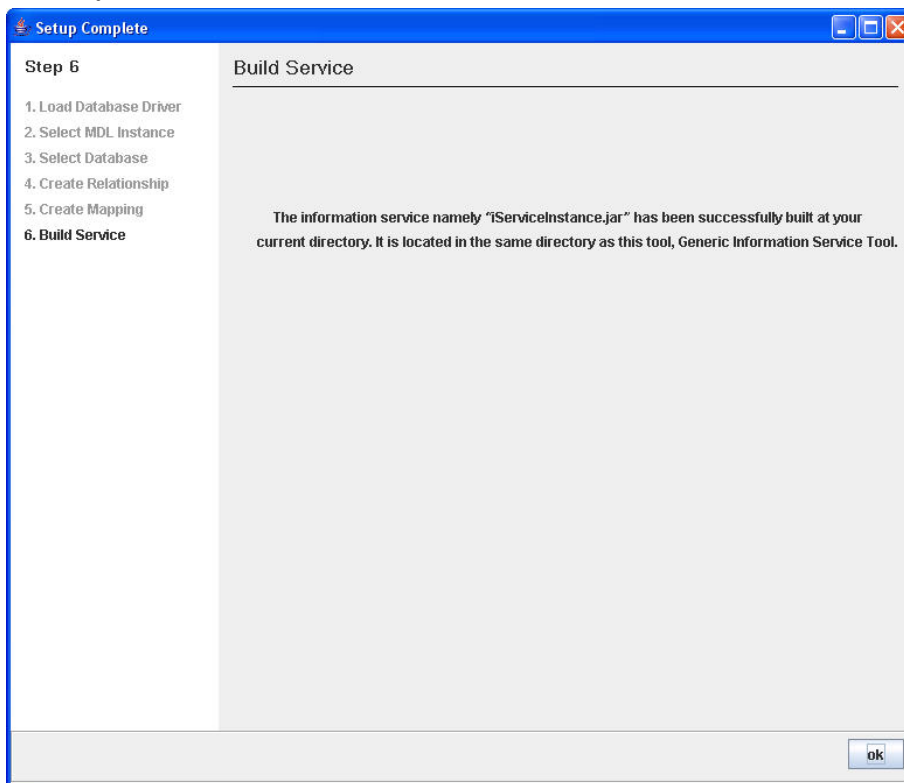 Setup Complete
Step 6
1. Load Database Driver
2. Select MDL Instance
3. Select Database
4. Create Relationship
5. Create Mapping
6. Build Service
Build Service
The information service namely “iServiceInstance.jar” has been successfully built at your
current directory. It is located in the same directory as this tool, Generic Information Service Tool.
ok